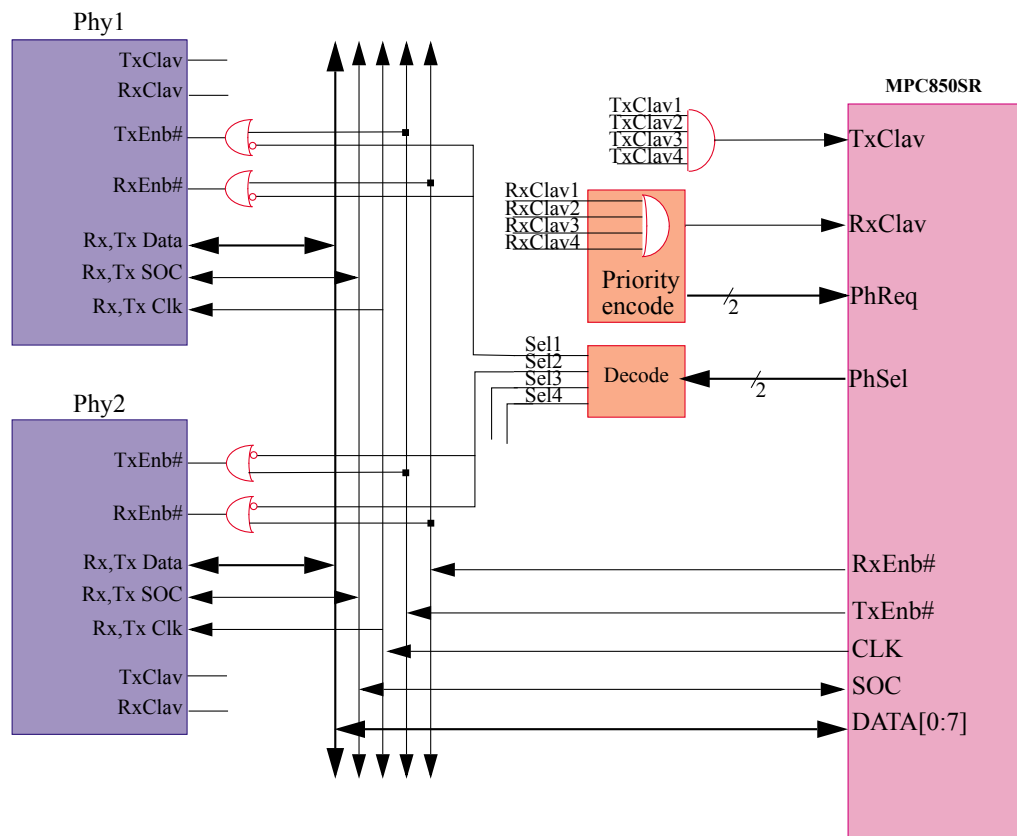 Phy1
TxClav
RxClav
TxEnb#
RxEnb#
Rx,Tx Data
Rx,Tx SOC
Rx,Tx Clk
Phy2
TxEnb#
RxEnb#
Rx,Tx Data
Rx,Tx SOC
Rx,Tx Clk
TxClav
RxClav
TxClav1
TxClav2
TxClav3
TxClav4
RxClav1
RxClav2
RxClav3
RxClav4
Priority
encode
2
Sel1
Sel2
Sel3
Sel4
Decode
2
MPC850SR
TxClav
RxClav
PhReq
PhSel
RxEnb#
TxEnb#
CLK
SOC
DATA[0:7]